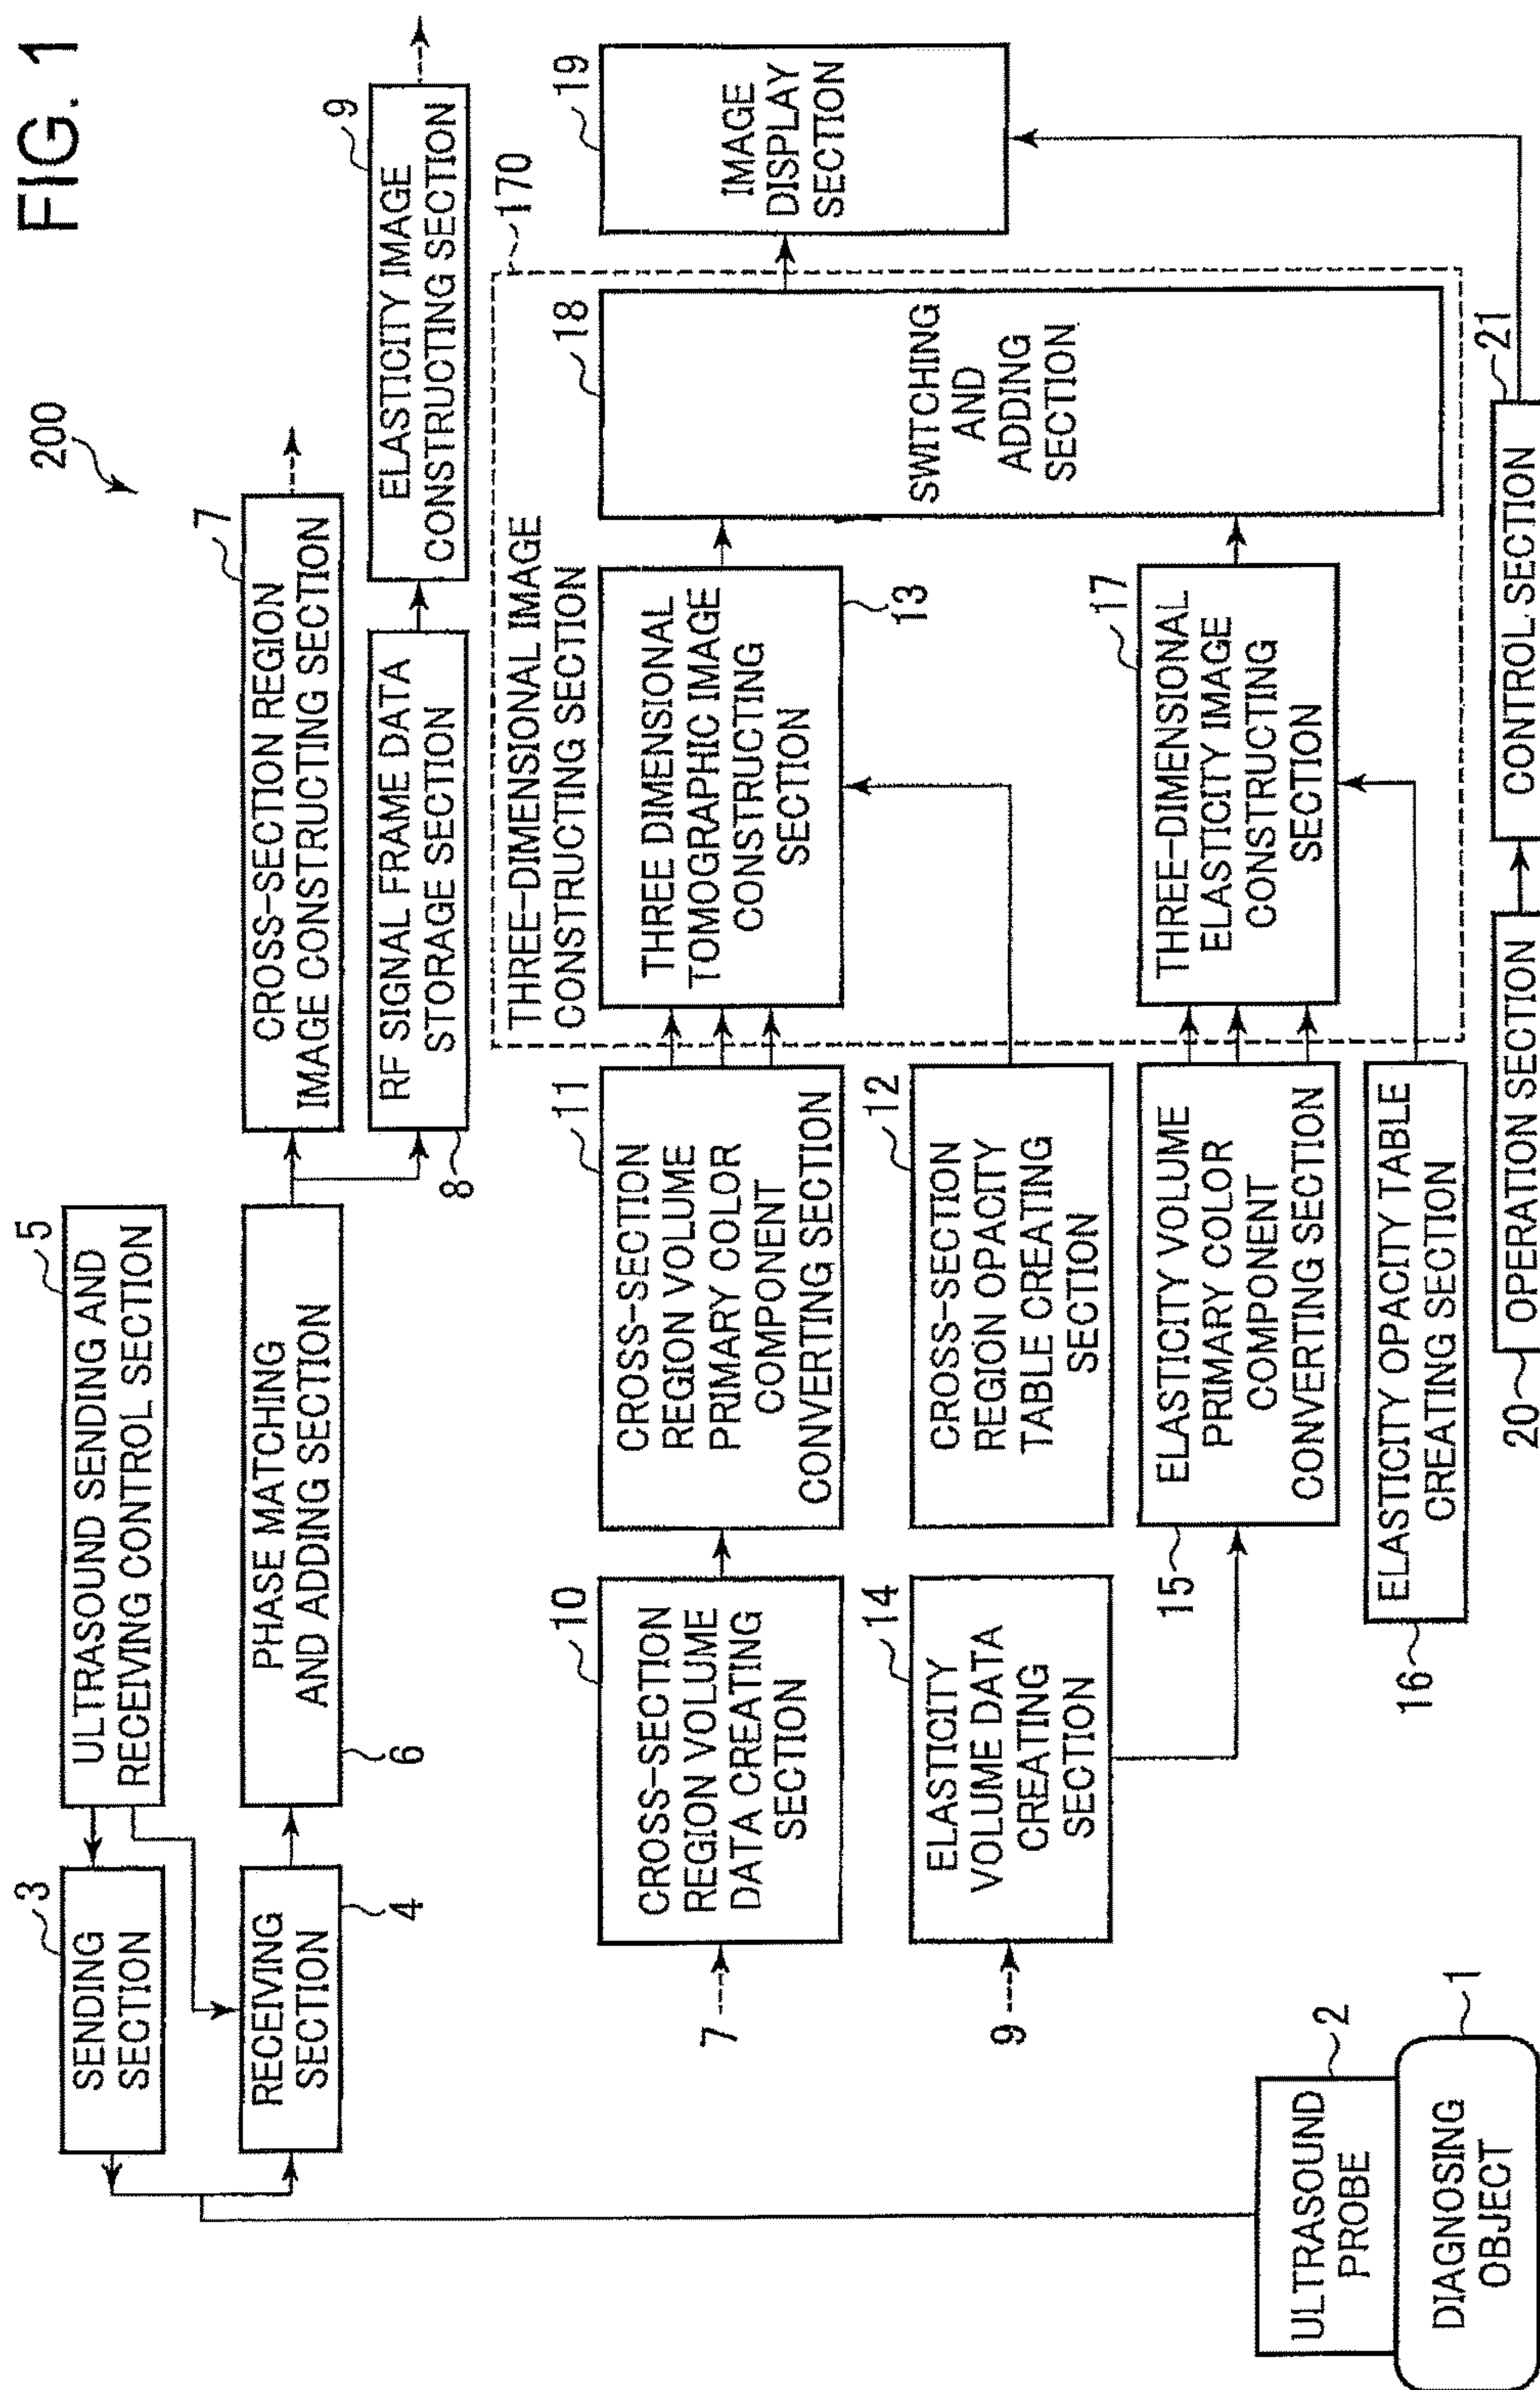 FIG. 1
200
5
ULTRASOUND SENDING AND
RECEIVING CONTROL SECTION
3
SENDING
SECTION
RECEIVING
SECTION
4
PHASE MATCHING
AND ADDING SECTION
6
7
CROSS-SECTION REGION
IMAGE CONSTRUCTING SECTION
RF SIGNAL FRAME DATA
STORAGE SECTION
8
9
ELASTICITY IMAGE
CONSTRUCTING SECTION
170
THREE-DIMENSIONAL IMAGE
CONSTRUCTING SECTION
7
10
CROSS-SECTION
REGION VOLUME
DATA CREATING
SECTION
11
CROSS-SECTION
REGION VOLUME
PRIMARY COLOR
COMPONENT
CONVERTING SECTION
THREE DIMENSIONAL
TOMOGRAPHIC IMAGE
CONSTRUCTING
SECTION
13
18
SWITCHING
AND
ADDING
SECTION
19
IMAGE
DISPLAY
SECTION
12
CROSS-SECTION
REGION OPACITY
TABLE CREATING
SECTION
9
14
ELASTICITY
VOLUME DATA
CREATING
SECTION
15
ELASTICITY VOLUME
PRIMARY COLOR
COMPONENT
CONVERTING SECTION
17
THREE-DIMENSIONAL
ELASTICITY IMAGE
CONSTRUCTING
SECTION
16
ELASTICITY OPACITY TABLE
CREATING SECTION
20
OPERATION SECTION
21
CONTROL SECTION
2
ULTRASOUND
PROBE
1
DIAGNOSING
OBJECT